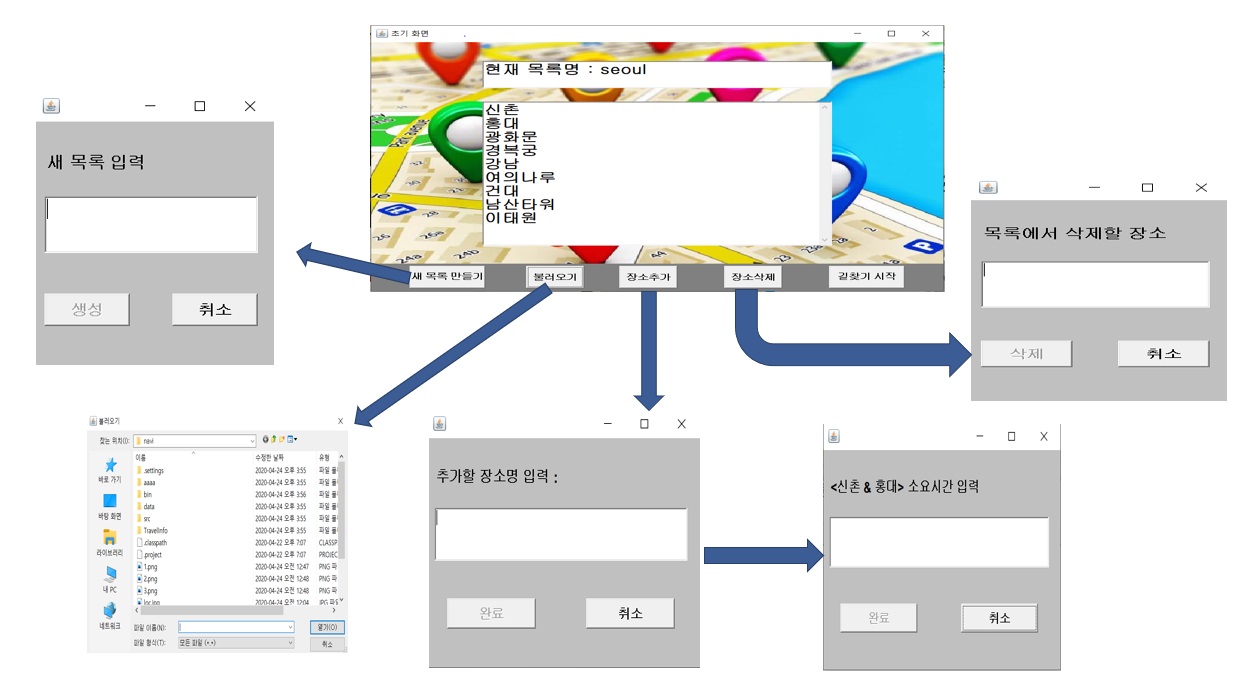 초기 화면
현재 목록명 : seoul
신촌
홍대
광화문
경복궁
강남
여의나루
건대
남산타워
이태원
새 목록 만들기
불러오기
장소추가
장소삭제
길찾기 시작
새 목록 입력
생성
취소
목록에서 삭제할 장소
삭제
취소
불러오기
찾는 위치(I):
navi
바로 가기
바탕 화면
라이브러리
내 PC
네트워크
이름 수정한 날짜 유형
.settings 2020-04-24 오후 3:55 파일 폴
aaaa 2020-04-24 오후 3:55 파일 폴
bin 2020-04-24 오후 3:56 파일 폴
data 2020-04-24 오후 3:55 파일 폴
src 2020-04-24 오후 3:55 파일 폴
TravelInfo 2020-04-24 오후 3:55 파일 폴
.classpath 2020-04-22 오후 7:07 CLASSP
.project 2020-04-22 오후 7:07 PROJEC
1.png 2020-04-24 오전 12:47 PNG 파
2.png 2020-04-24 오전 12:48 PNG 파
3.png 2020-04-24 오전 12:48 PNG 파
2020-04-24 오전 12:04 JPG 파
파일 이름(N):
열기(O)
파일 형식(T):
모든 파일 (*.*)
취소
추가할 장소명 입력 :
완료
취소
<신촌 & 홍대> 소요시간 입력
완료
취소